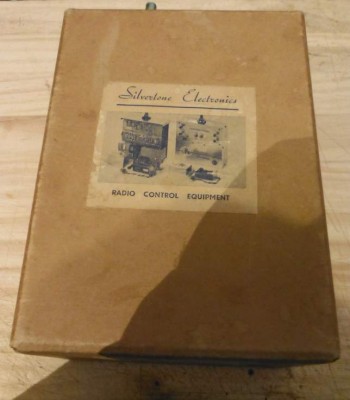 Silvertone Electronics
RADIO CONTROL EQUIPMENT